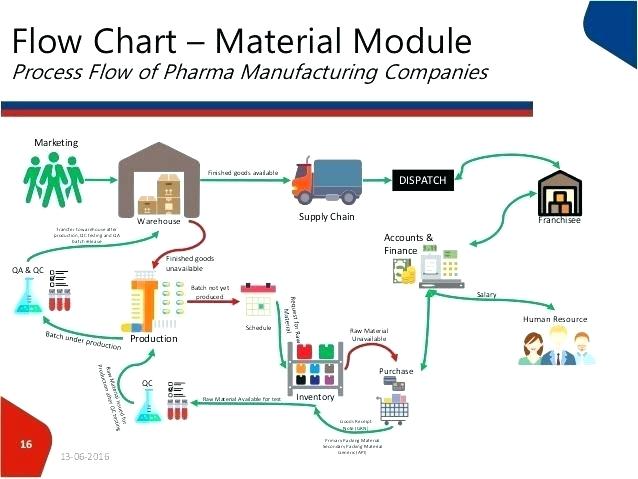 Flow Chart – Material Module
Process Flow of Pharma Manufacturing Companies
Marketing
Warehouse
Finished goods available
Supply Chain
DISPATCH
Franchisee
Transfer to warehouse after
production, QC testing and QA
batch release
Finished goods
unavailable
Accounts &
Finance
QA & QC
Batch not yet
produced
Schedule
Request for Raw
Material
Salary
Human Resource
Production
Batch under production
Raw Material
Unavailable
Purchase
Inventory
QC
Raw Material Issued for
Production after QC testing
Raw Material Available for test
Goods Receipt
Note (GRN)
Primary Packing Material
Secondary Packing Material
Generic (API)
16
13-06-2016